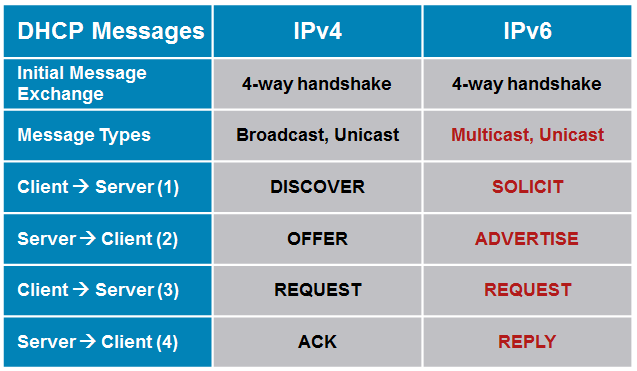 DHCP Messages IPv4 IPv6
Initial Message
Exchange 4-way handshake 4-way handshake
Message Types Broadcast, Unicast Multicast, Unicast
Client → Server (1) DISCOVER SOLICIT
Server → Client (2) OFFER ADVERTISE
Client → Server (3) REQUEST REQUEST
Server → Client (4) ACK REPLY